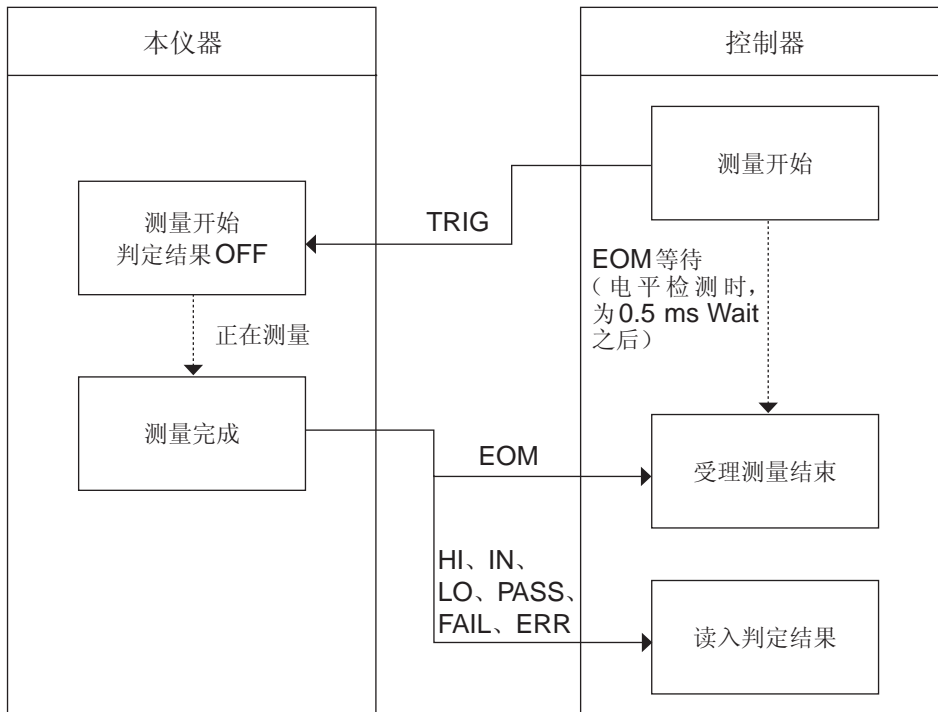 本仪器
控制器
测量开始
测量开始
判定结果OFF
TRIG
EOM等待
（电平检测时，
为0.5 ms Wait
之后）
正在测量
测量完成
EOM
受理测量结束
HI、IN、
LO、PASS、
FAIL、ERR
读入判定结果